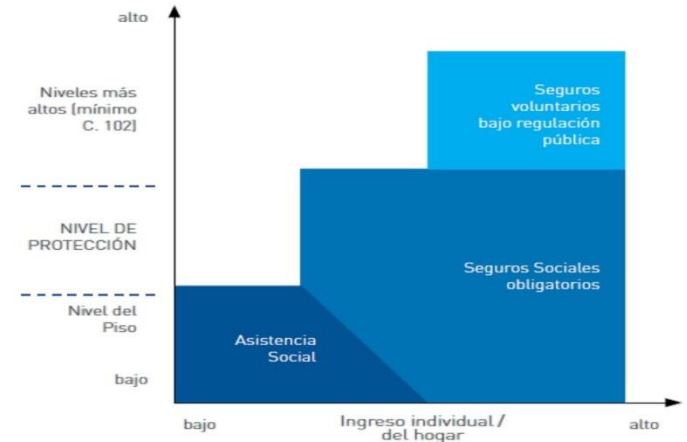 alto
Niveles más
altos (mínimo
C. 102)
NIVEL DE
PROTECCIÓN
Nivel del
Piso
bajo
Seguros
voluntarios
bajo regulación
pública
Seguros Sociales
obligatorios
Asistencia
Social
bajo
Ingreso individual /
del hogar
alto